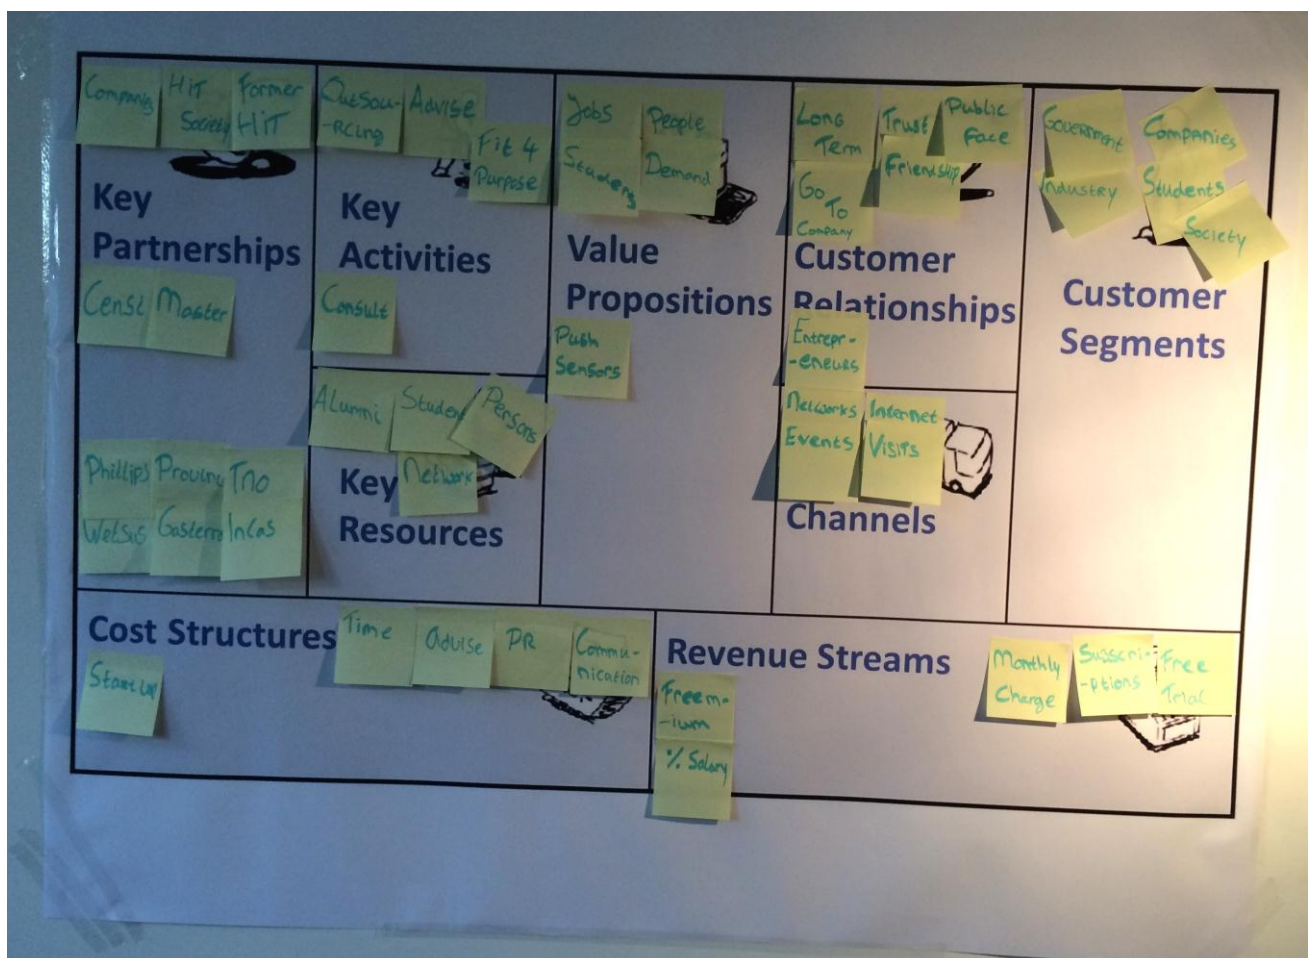 Companies
HiT
Society
Former
HiT
Key
Partnerships
Censi
Master
Phillips
Tno
Wetsus
Incas
Outsou-
-rcing
Advise
Fit 4
Purpose
Key
Activities
Consult
Alumni
Student
Persons
Network
Key
Resources
Jobs
People
Students
Demand
Value
Propositions
Push
Sensors
Long
Term
Trust
Public
Face
Friendship
Go
To
Company
Customer
Relationships
Entrepr-
-eneurs
Networks
Internet
Events
Visits
Channels
Government
Companies
Industry
Students
Society
Customer
Segments
Cost Structures
Time
Advise
PR
Commu-
nication
Start up
Revenue Streams
Monthly
Charge
Subscri-
-ptions
Free
Trial
Freem-
-ium
% Salary